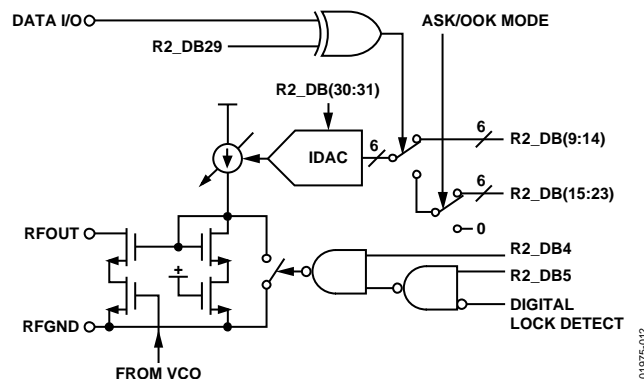 DATA I/O
ASK/OOK MODE
R2_DB29
R2_DB(30:31)
6
R2_DB(9:14)
IDAC
6
6
R2_DB(15:23)
0
RFOUT
+
R2_DB4
R2_DB5
DIGITAL
LOCK DETECT
RFGND
FROM VCO
01975-012